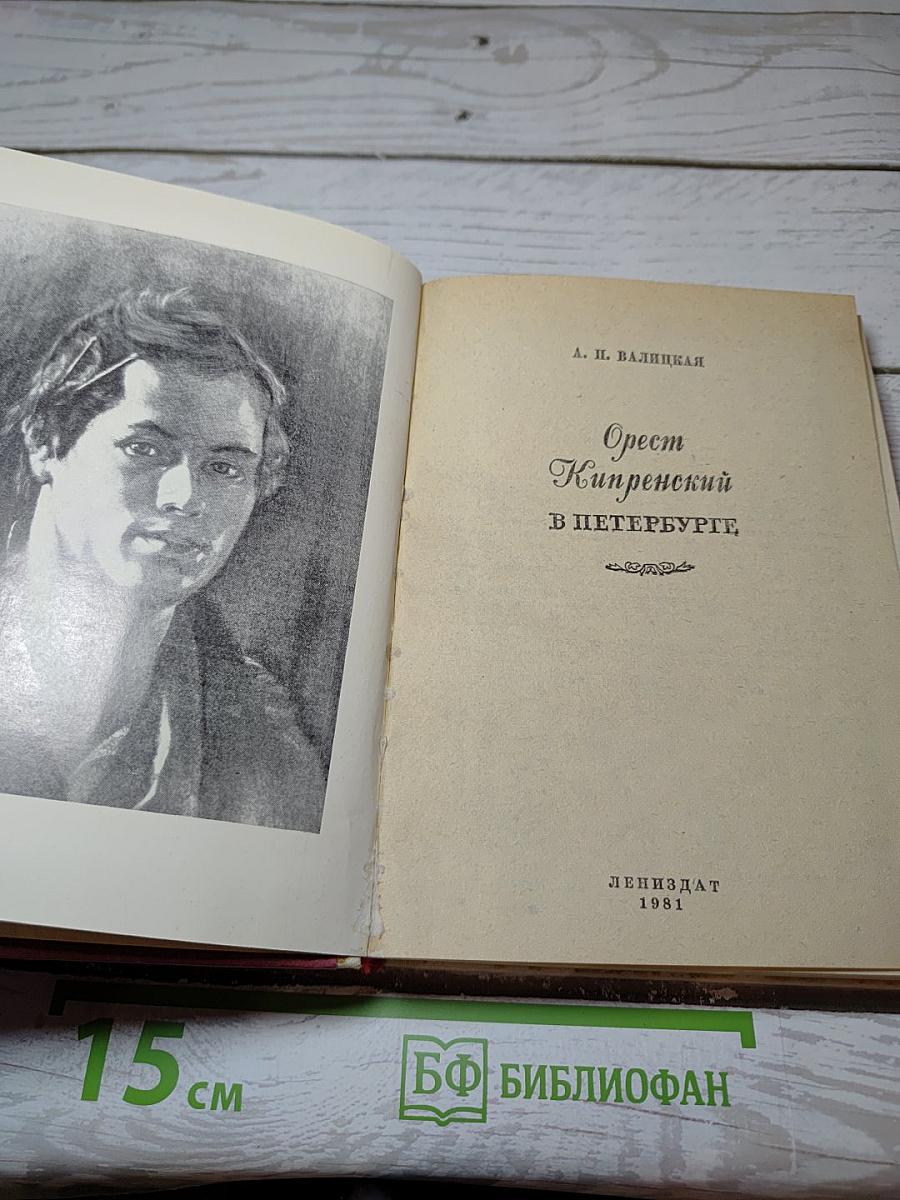 А. П. ВАЛИЦКАЯ
Орест
Кипренский
В ПЕТЕРБУРГЕ
ЛЕНИЗДАТ
1981
15 см
БФ БИБЛИОФАН